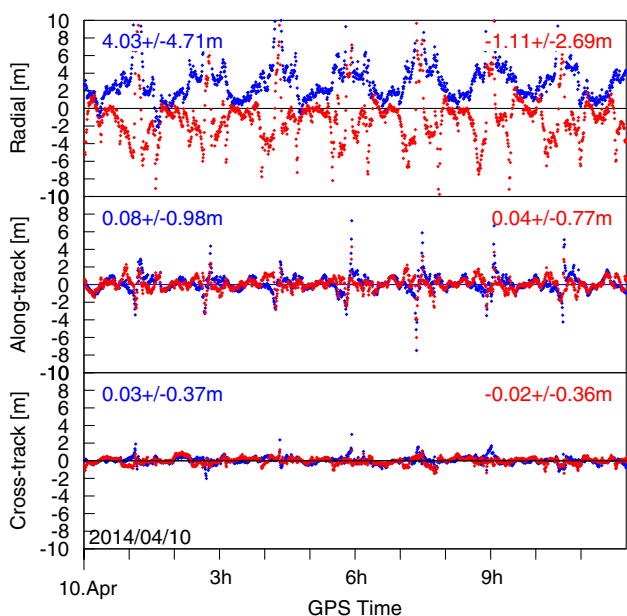 10
8
6
4
2
0
-2
-4
-6
-8
-10
Radial [m]
4.03+/-4.71m
-1.11+/-2.69m
8
6
4
2
0
-2
-4
-6
-8
-10
Along-track [m]
0.08+/-0.98m
0.04+/-0.77m
8
6
4
2
0
-2
-4
-6
-8
-10
Cross-track [m]
0.03+/-0.37m
-0.02+/-0.36m
2014/04/10
3h 6h 9h
10.Apr
GPS Time